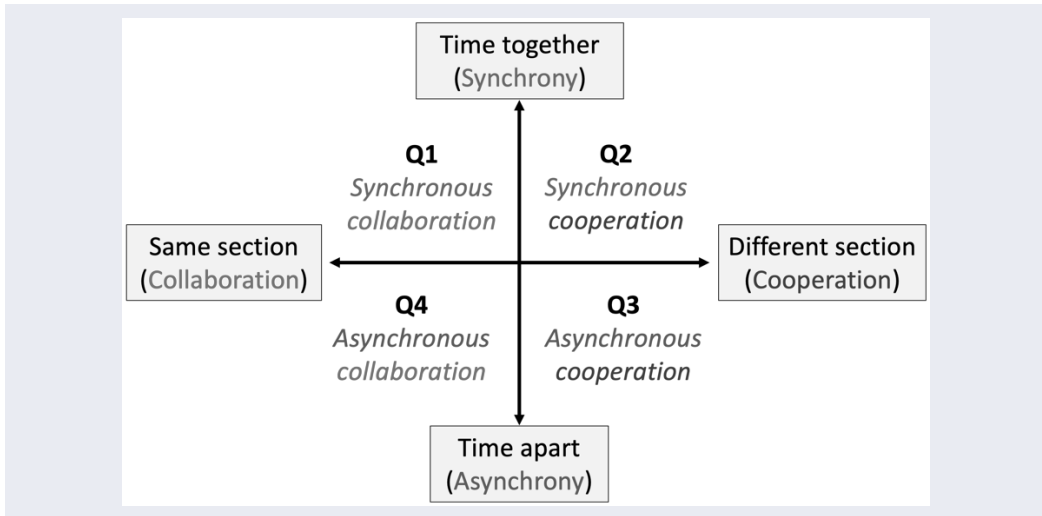 Time together
(Synchrony)
Q1
Synchronous
collaboration
Q2
Synchronous
cooperation
Same section
(Collaboration)
Different section
(Cooperation)
Q4
Asynchronous
collaboration
Q3
Asynchronous
cooperation
Time apart
(Asynchrony)